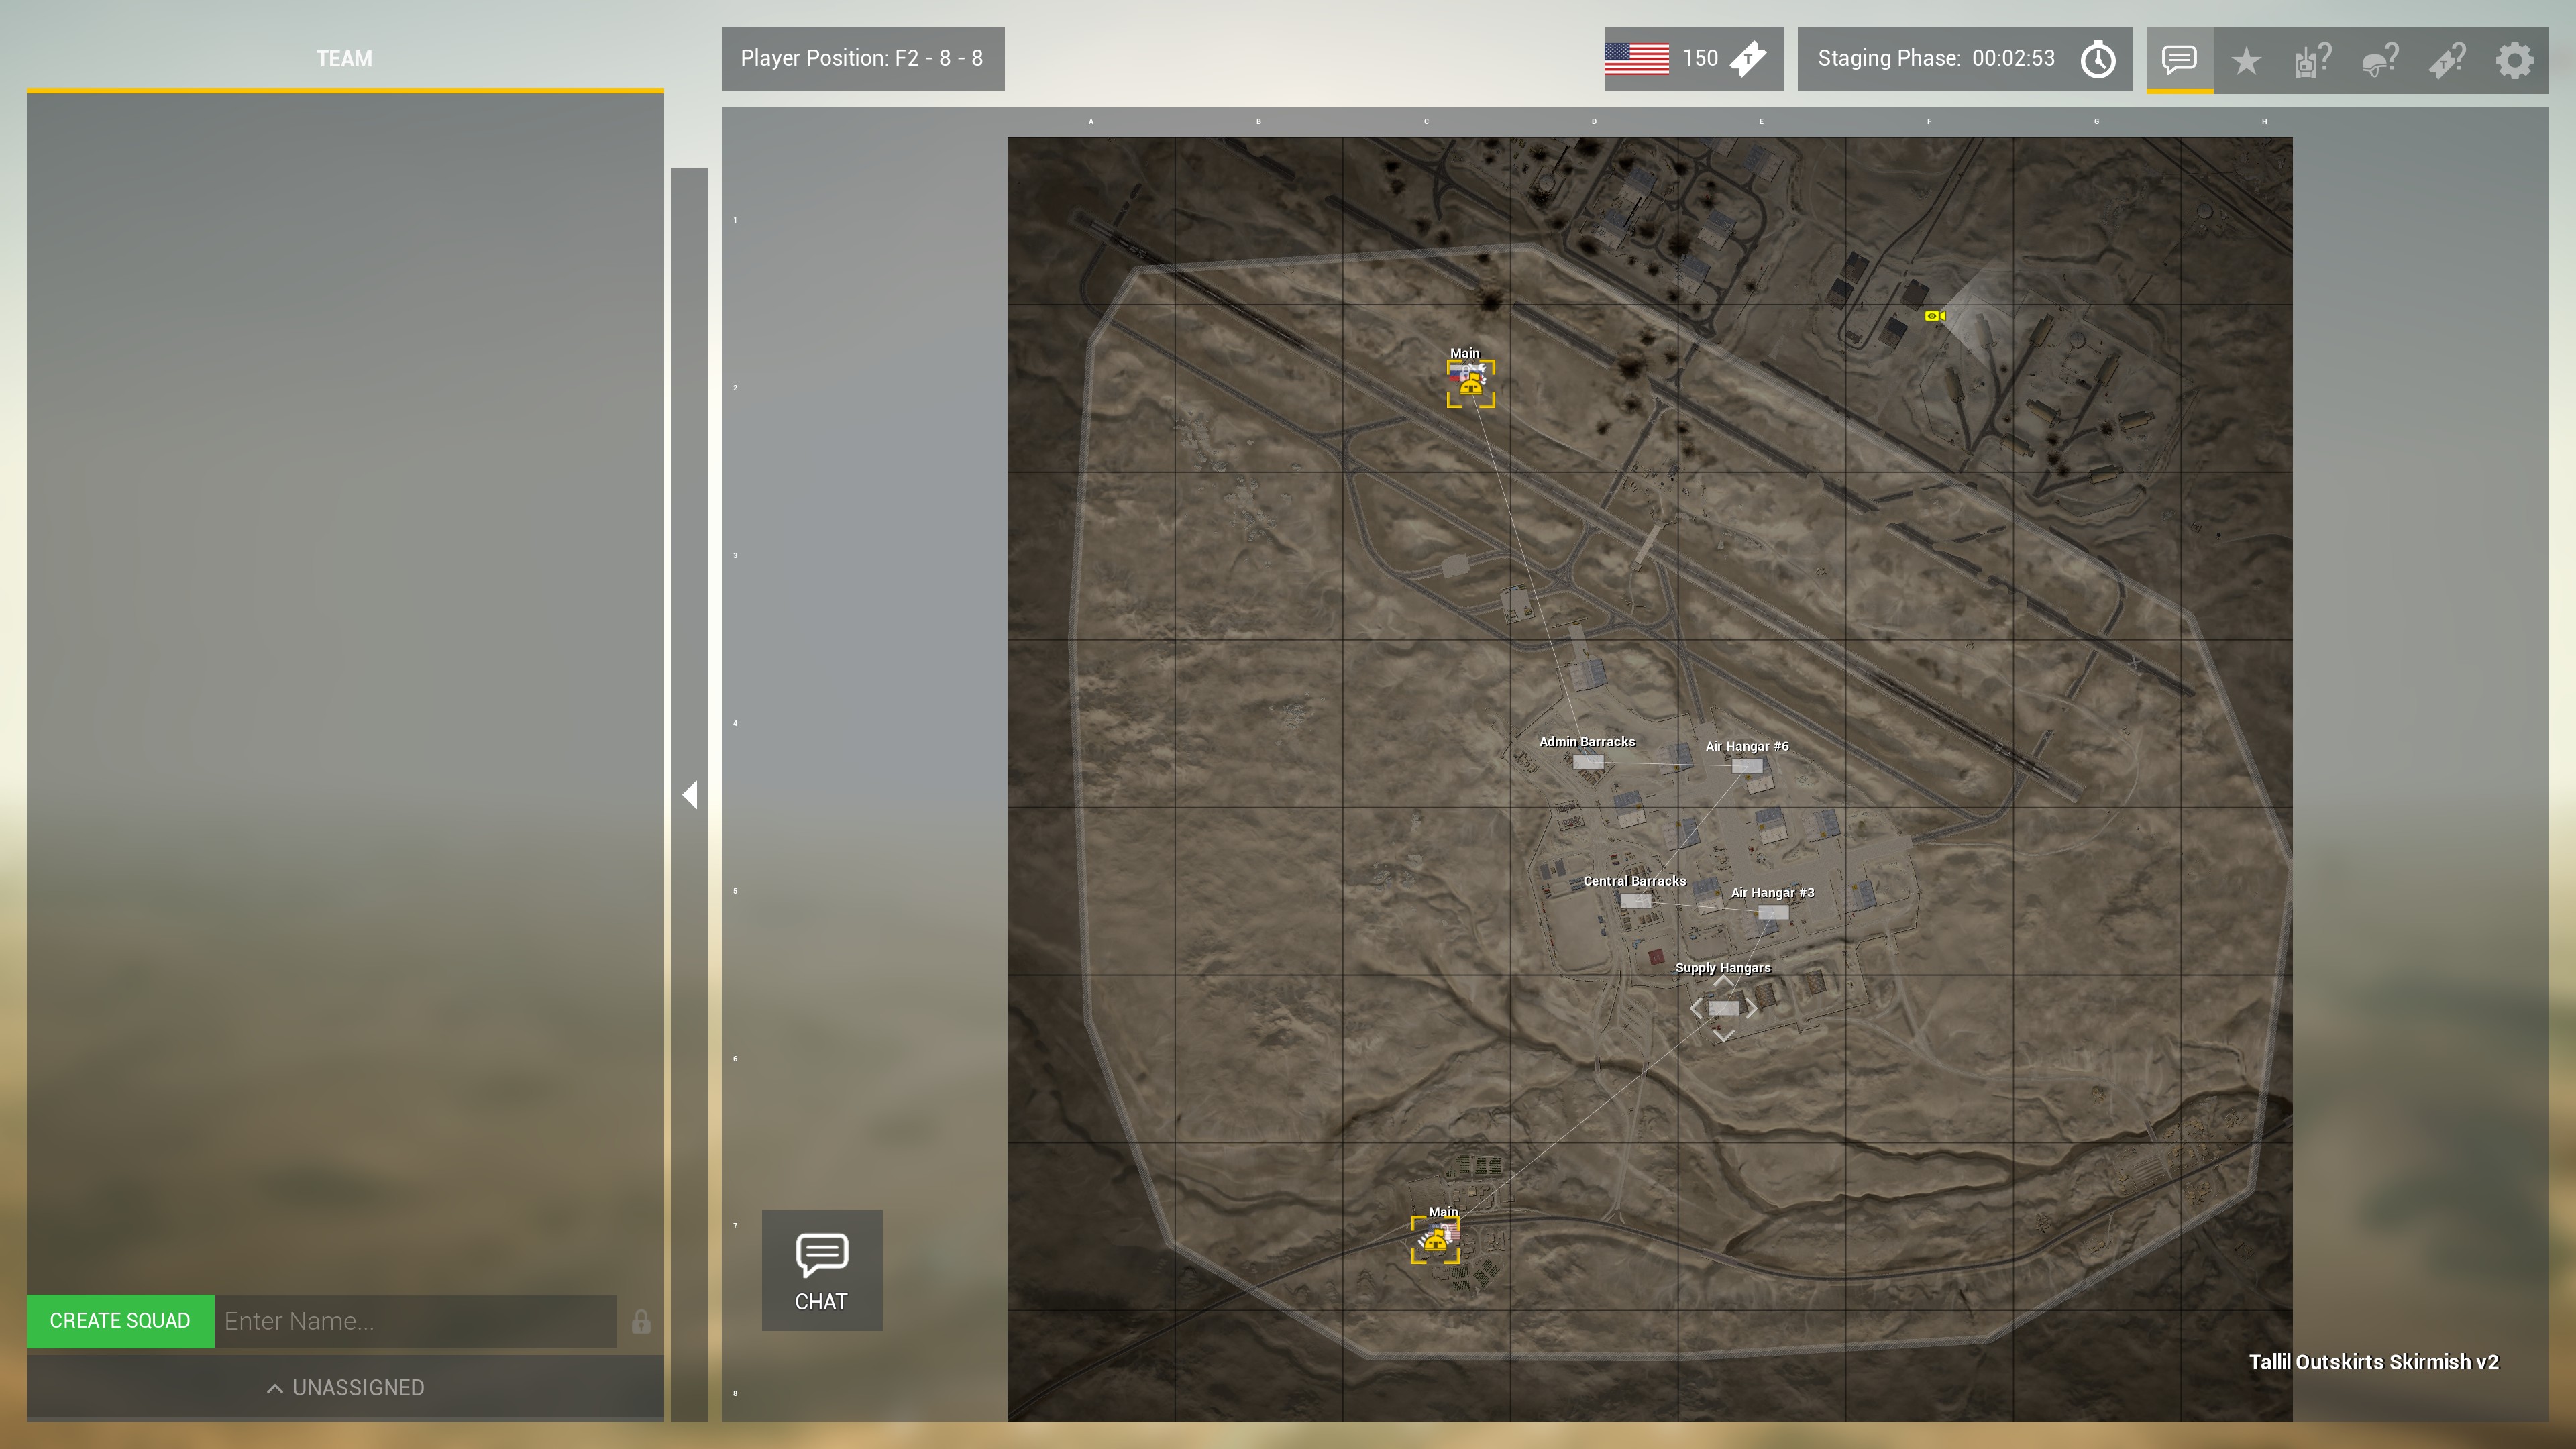 TEAM
Player Position: F2 - 8 - 8
150
T
Staging Phase: 00:02:53
?
?
T?
A B C D E F G H
1
2
3
4
5
6
7
8
Main
Admin Barracks
Air Hangar #6
Central Barracks
Air Hangar #3
Supply Hangars
Main
CHAT
CREATE SQUAD
Enter Name...
UNASSIGNED
Tallil Outskirts Skirmish v2